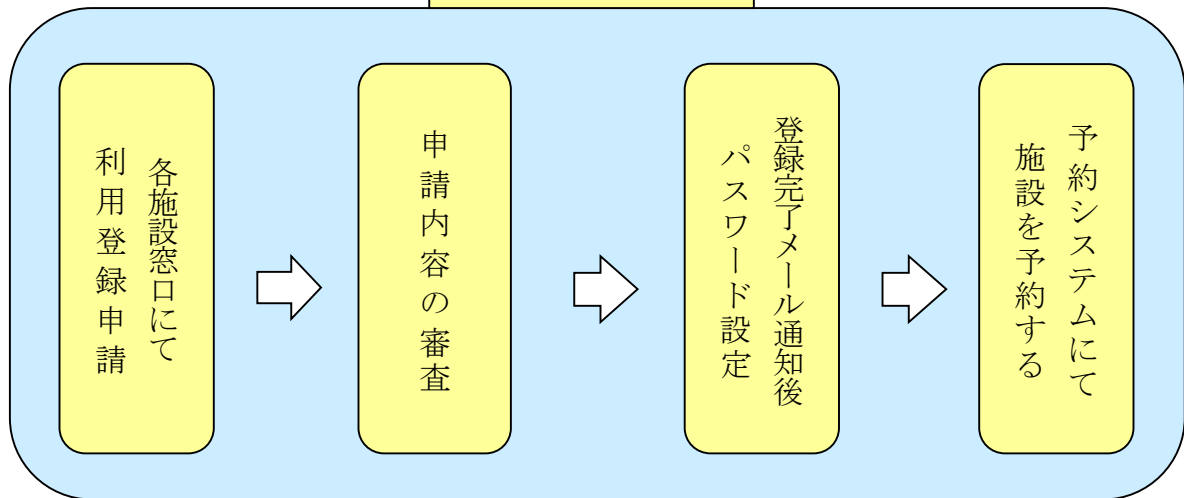 各施設窓口にて
利用登録申請
申請内容の審査
登録完了メール通知後
パスワード設定
予約システムにて
施設を予約する